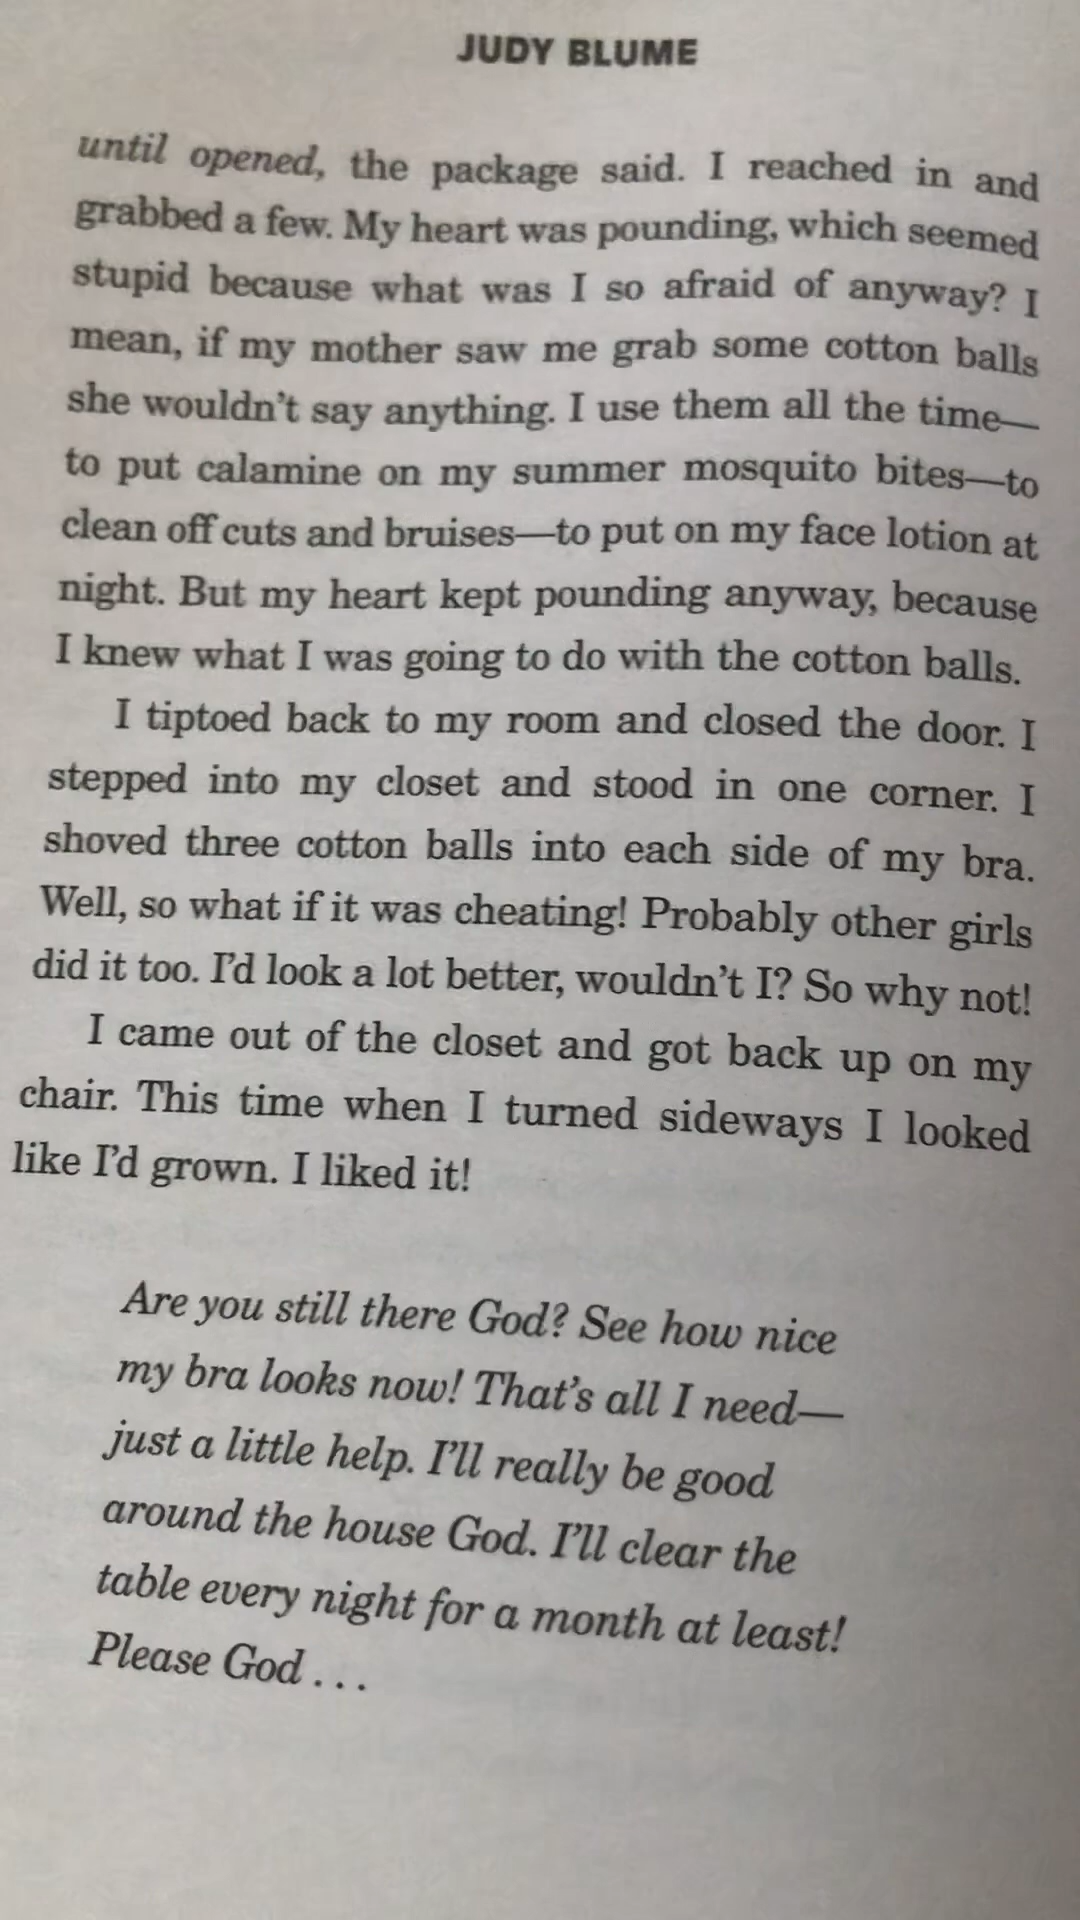 JUDY BLUME
until opened, the package said. I reached in and
grabbed a few. My heart was pounding, which seemed
stupid because what was I so afraid of anyway? I
mean, if my mother saw me grab some cotton balls
she wouldn't say anything. I use them all the time—
to put calamine on my summer mosquito bites—to
clean off cuts and bruises—to put on my face lotion at
night. But my heart kept pounding anyway, because
I knew what I was going to do with the cotton balls.
I tiptoed back to my room and closed the door. I
stepped into my closet and stood in one corner. I
shoved three cotton balls into each side of my bra.
Well, so what if it was cheating! Probably other girls
did it too. I'd look a lot better, wouldn't I? So why not!
I came out of the closet and got back up on my
chair. This time when I turned sideways I looked
like I'd grown. I liked it!
Are you still there God? See how nice
my bra looks now! That's all I need—
just a little help. I'll really be good
around the house God. I'll clear the
table every night for a month at least!
Please God . . .